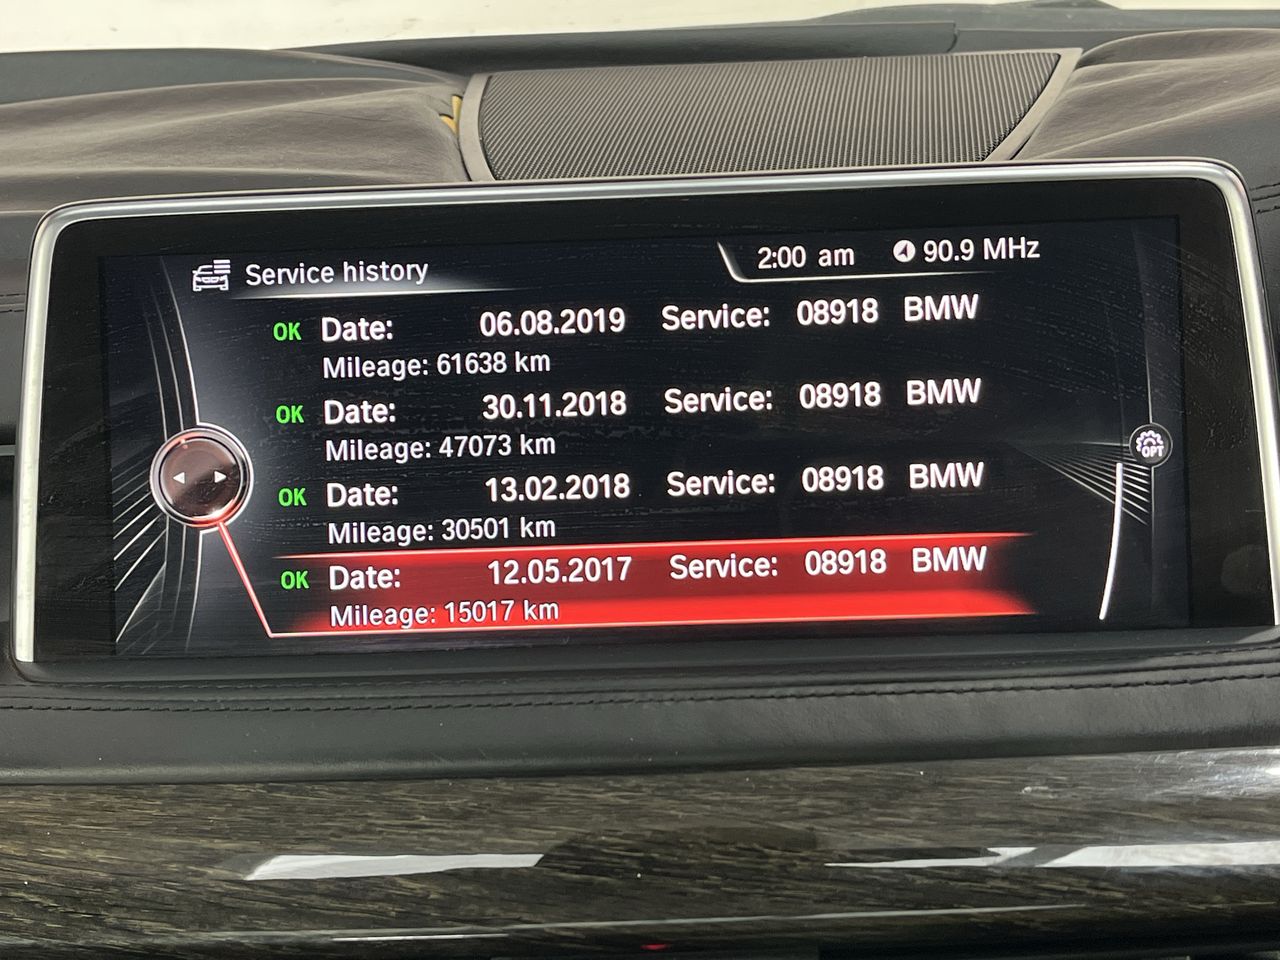 2:00 am 90.9 MHz
Service history
OK Date: 06.08.2019 Service: 08918 BMW
Mileage: 61638 km
OK Date: 30.11.2018 Service: 08918 BMW
Mileage: 47073 km
OK Date: 13.02.2018 Service: 08918 BMW
Mileage: 30501 km
OPT
OK Date: 12.05.2017 Service: 08918 BMW
Mileage: 15017 km